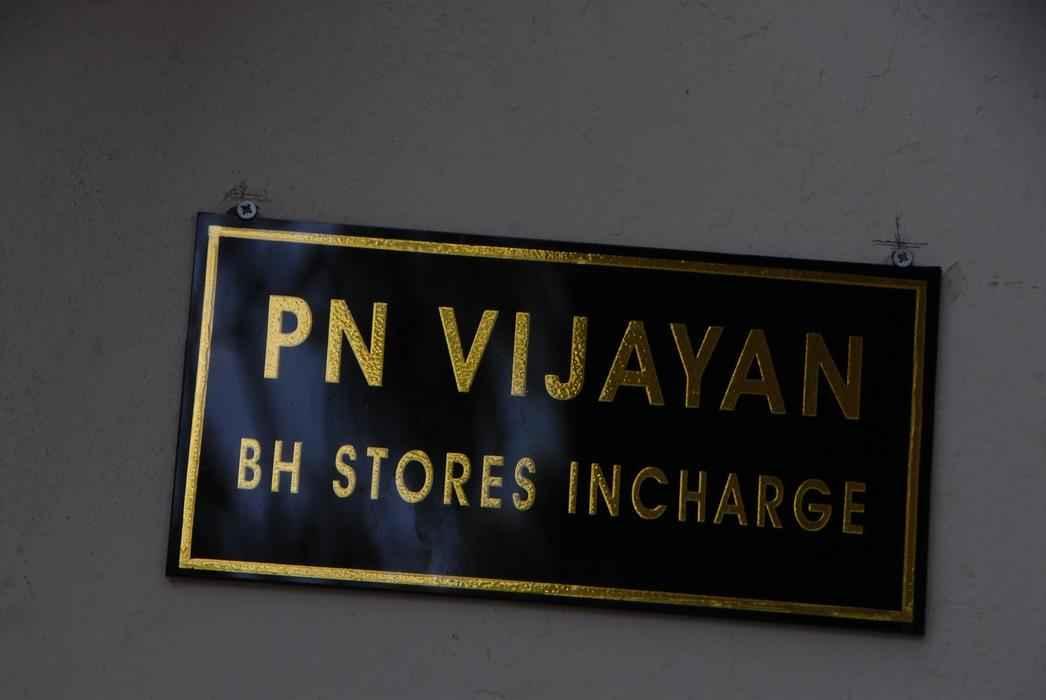 PN VIJAYAN
BH STORES INCHARGE